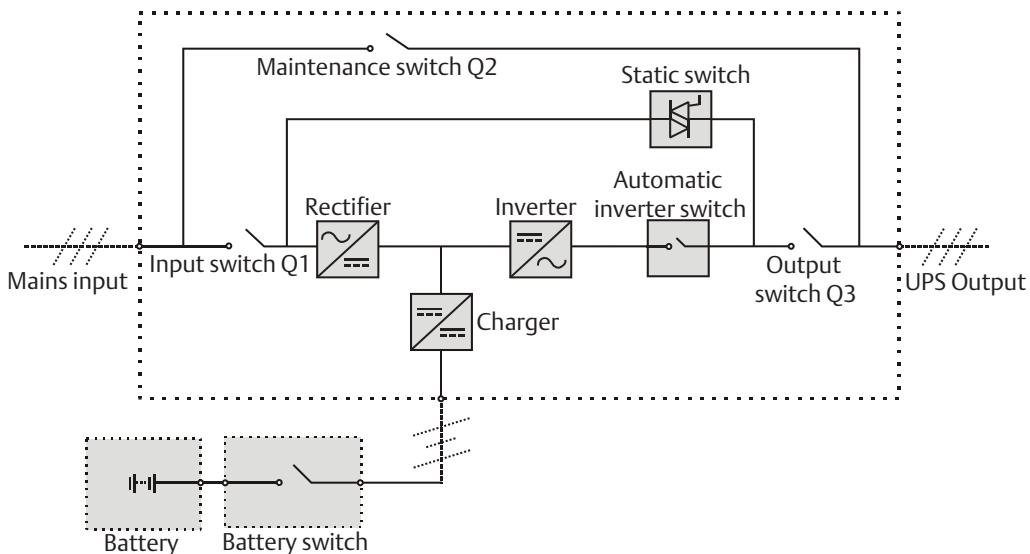 Maintenance switch Q2
Static switch
Automatic
inverter switch
Rectifier
Inverter
Mains input
Input switch Q1
Output
switch Q3
UPS Output
Charger
Battery
Battery switch